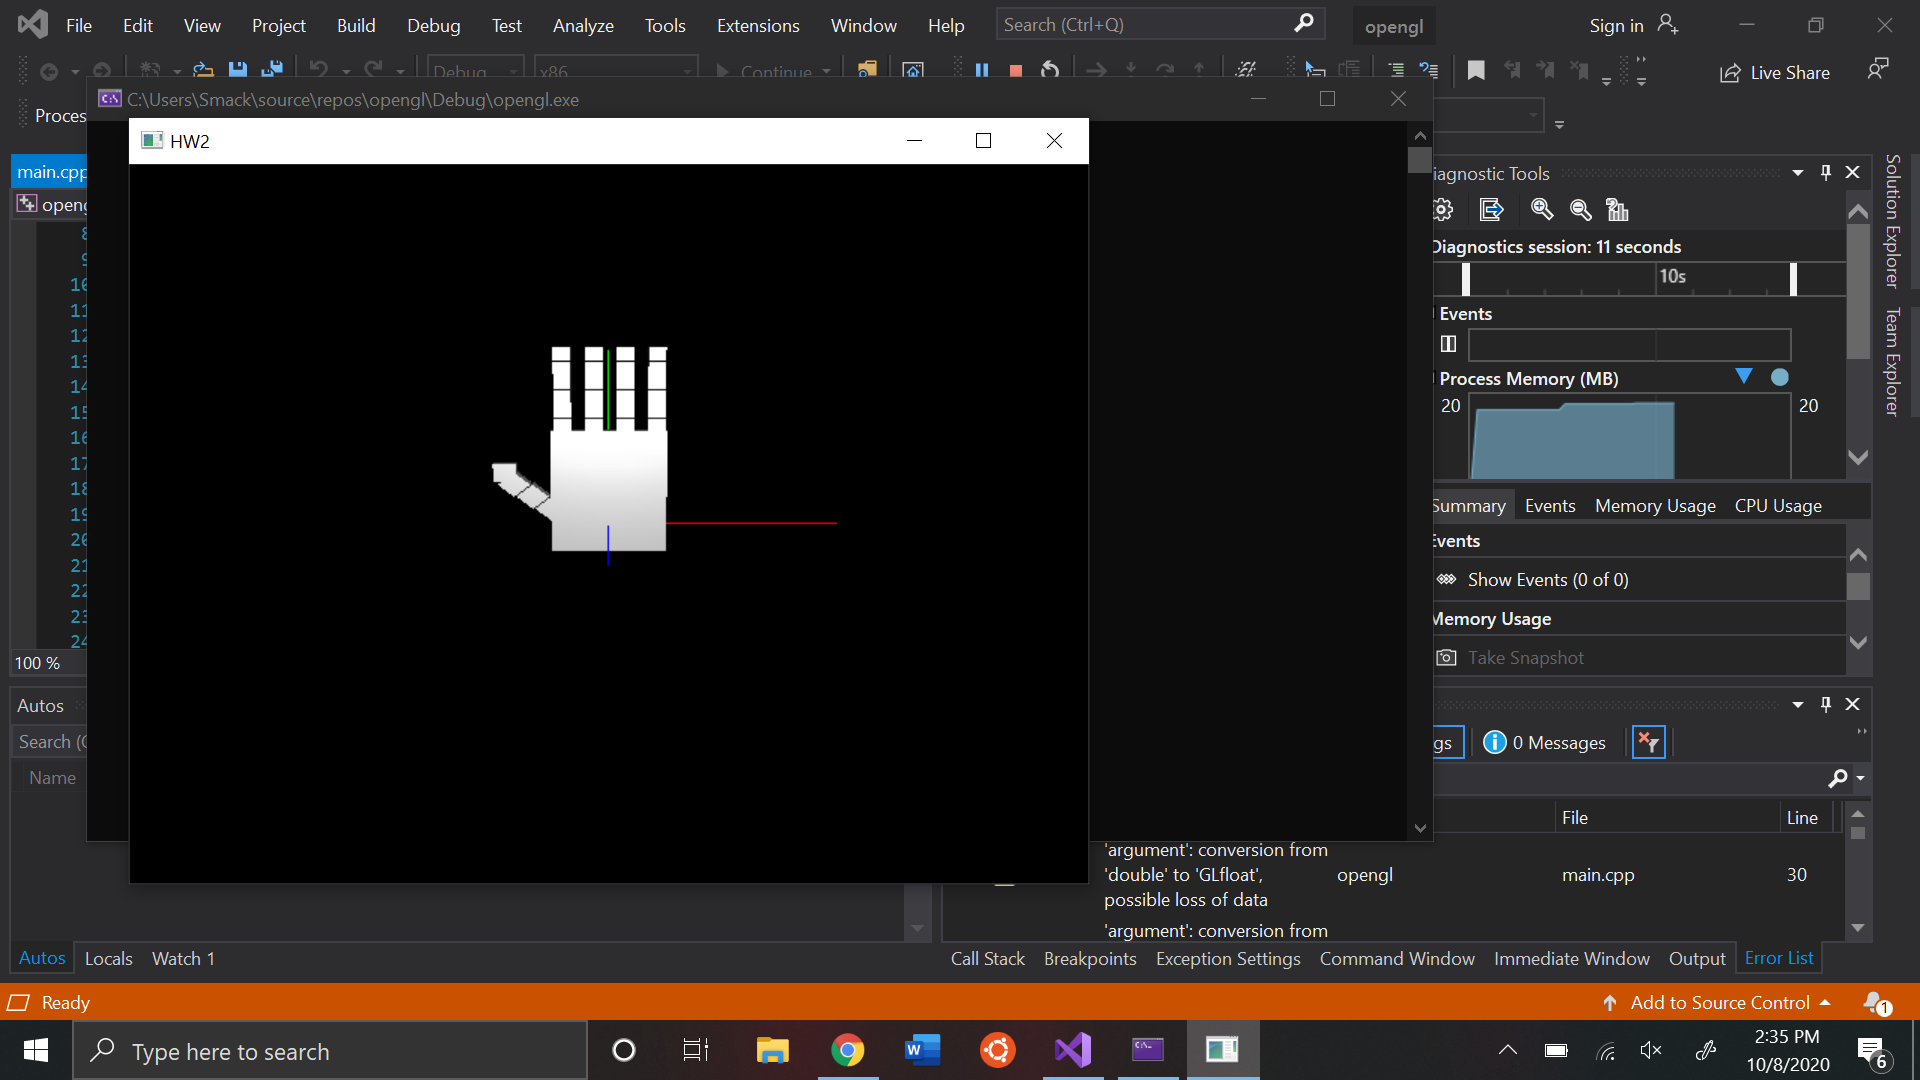 File Edit View Project Build Debug Test Analyze Tools Extensions Window Help Search (Ctrl+Q) opengl Sign in
Debug x86 Continue Live Share
C:\Users\Smack\source\repos\opengl\Debug\opengl.exe
Proces
HW2
main.cpp
openg
8
9
10
11
12
13
14
15
16
17
18
19
20
21
22
23
24
100 %
iagnostic Tools
Diagnostics session: 11 seconds
10s
Events
Process Memory (MB)
20 20
Summary Events Memory Usage CPU Usage
Events
Show Events (0 of 0)
Memory Usage
Take Snapshot
Solution Explorer
Team Explorer
Autos
Search (C
Name
gs 0 Messages
File Line
'argument': conversion from
'double' to 'GLfloat', opengl main.cpp 30
possible loss of data
'argument': conversion from
Autos Locals Watch 1
Call Stack Breakpoints Exception Settings Command Window Immediate Window Output Error List
Ready Add to Source Control 1
Type here to search
2:35 PM
10/8/2020
6